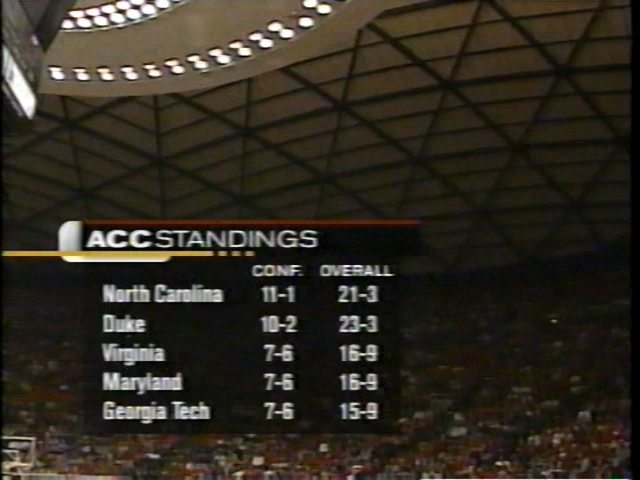 ACC STANDINGS
CONF. OVERALL
North Carolina 11-1 21-3
Duke 10-2 23-3
Virginia 7-6 16-9
Maryland 7-6 16-9
Georgia Tech 7-6 15-9